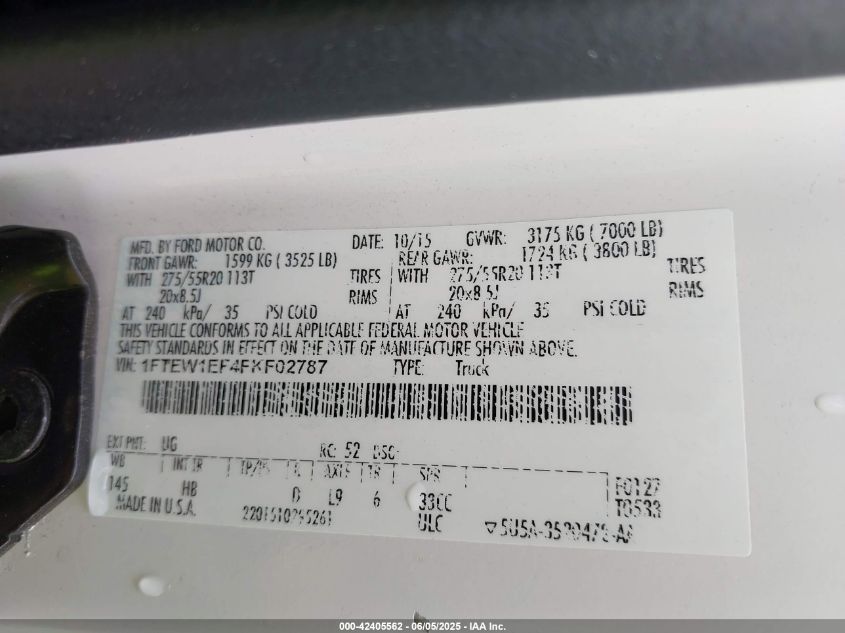 MFD. BY FORD MOTOR CO. DATE: 10/15 GVWR: 3175 KG ( 7000 LB)
FRONT GAWR: 1599 KG ( 3525 LB) REAR GAWR: 1724 KG ( 3800 LB)
WITH 275/55R20 113T TIRES WITH 275/55R20 113T TIRES
20x8.5J RIMS 20x8.5J RIMS
AT 240 kPa/ 35 PSI COLD AT 240 kPa/ 35 PSI COLD
THIS VEHICLE CONFORMS TO ALL APPLICABLE FEDERAL MOTOR VEHICLE
SAFETY STANDARDS IN EFFECT ON THE DATE OF MANUFACTURE SHOWN ABOVE.
VIN: 1FTEW1EF4FKF02787 TYPE: Truck
EXT PNT: UG RC: 52 DSO:
WB INT TR TP/PS R AXLE TR SPR
145 HB D L9 6 33CC F0127
MADE IN U.S.A. ULC T0533
000-42405562 - 06/05/2025 - IAA Inc.